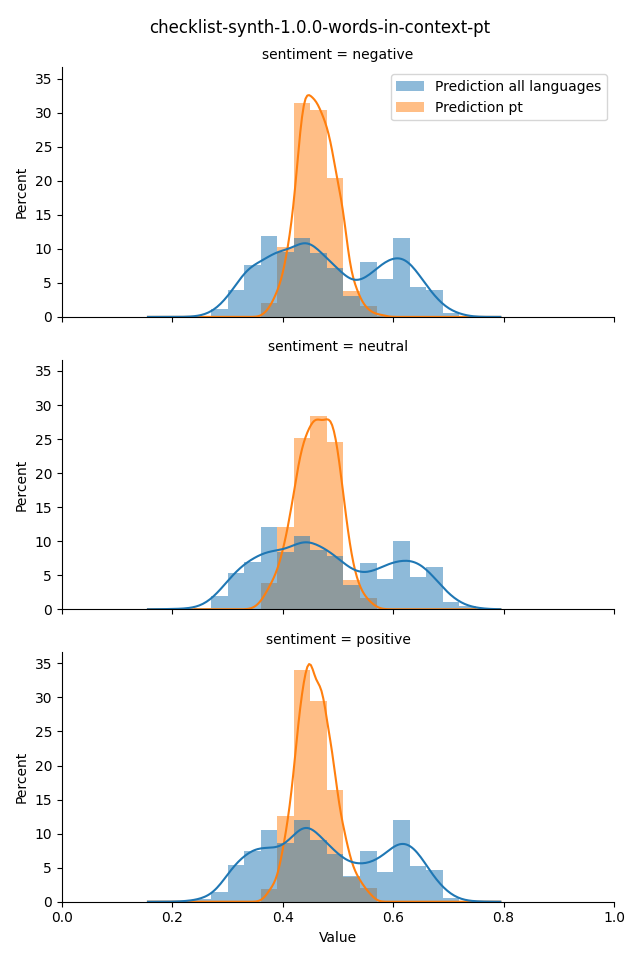 checklist-synth-1.0.0-words-in-context-pt
sentiment = negative
Prediction all languages
Prediction pt
35
30
25
20
15
10
5
0
Percent
sentiment = neutral
35
30
25
20
15
10
5
0
Percent
sentiment = positive
35
30
25
20
15
10
5
0
Percent
0.0 0.2 0.4 0.6 0.8 1.0
Value